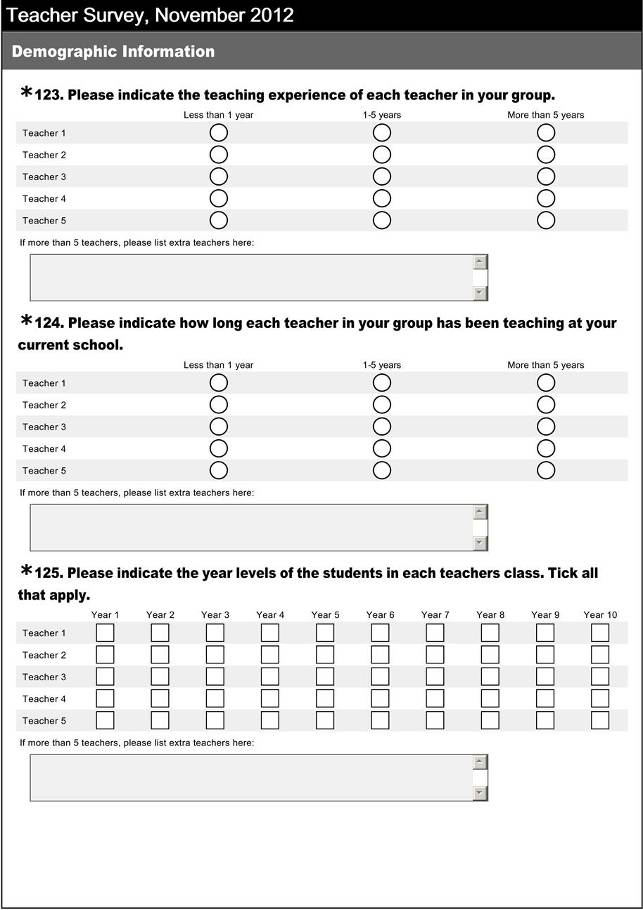 Teacher Survey, November 2012
Demographic Information
*123. Please indicate the teaching experience of each teacher in your group.
Less than 1 year 1-5 years More than 5 years
Teacher 1
Teacher 2
Teacher 3
Teacher 4
Teacher 5
If more than 5 teachers, please list extra teachers here:
*124. Please indicate how long each teacher in your group has been teaching at your
current school.
Less than 1 year 1-5 years More than 5 years
Teacher 1
Teacher 2
Teacher 3
Teacher 4
Teacher 5
If more than 5 teachers, please list extra teachers here:
*125. Please indicate the year levels of the students in each teachers class. Tick all
that apply.
Year 1 Year 2 Year 3 Year 4 Year 5 Year 6 Year 7 Year 8 Year 9 Year 10
Teacher 1
Teacher 2
Teacher 3
Teacher 4
Teacher 5
If more than 5 teachers, please list extra teachers here: